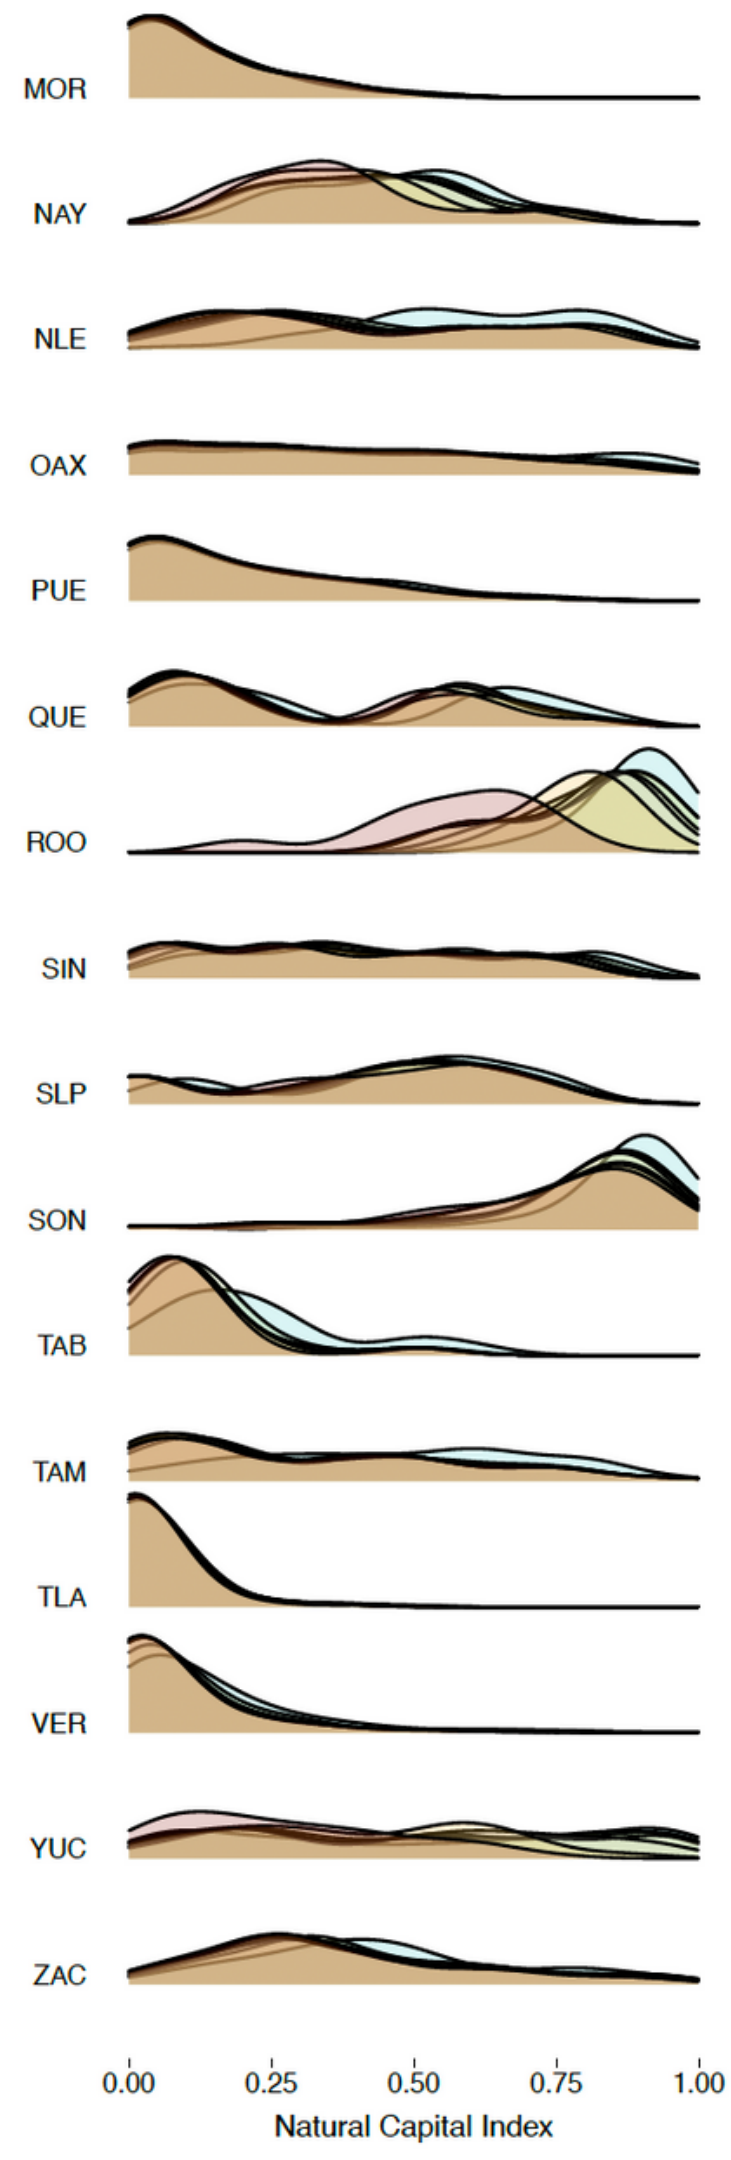 MOR
NAY
NLE
OAX
PUE
QUE
ROO
SIN
SLP
SON
TAB
TAM
TLA
VER
YUC
ZAC
0.00 0.25 0.50 0.75 1.00
Natural Capital Index